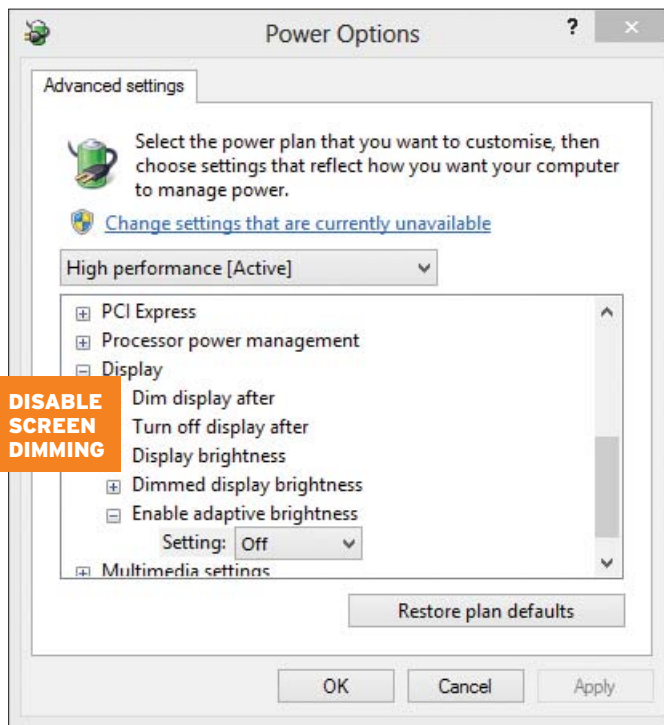 Power Options
?
×
Advanced settings
Select the power plan that you want to customise, then
choose settings that reflect how you want your computer
to manage power.
Change settings that are currently unavailable
High performance [Active]
PCI Express
Processor power management
Display
DISABLE
SCREEN
DIMMING
Dim display after
Turn off display after
Display brightness
Dimmed display brightness
Enable adaptive brightness
Setting: Off
Multimedia settings
Restore plan defaults
OK
Cancel
Apply